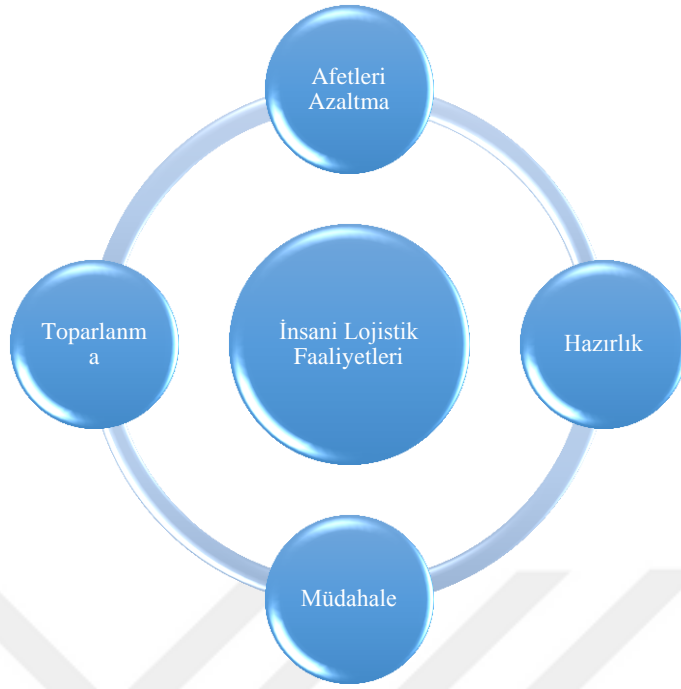 Afetleri
Azaltma
Toparlanm
a
İnsani Lojistik
Faaliyetleri
Hazırlık
Müdahale